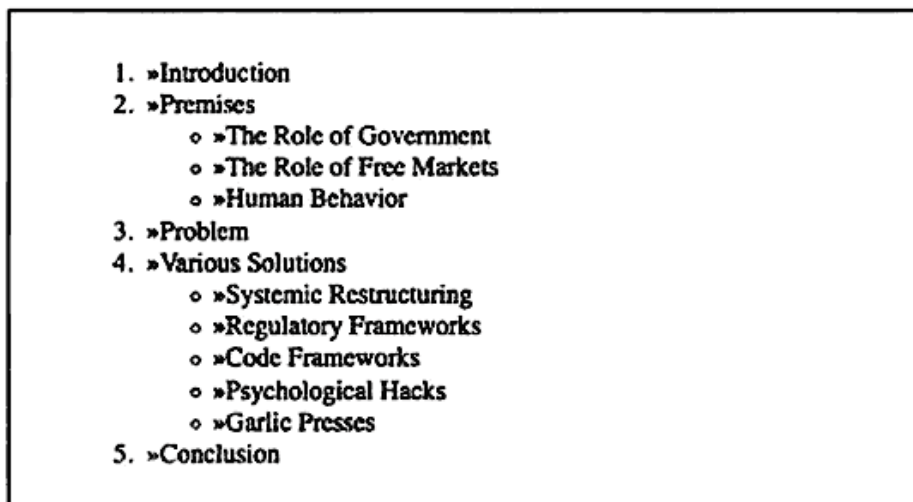 1. »Introduction
2. »Premises
○ »The Role of Government
○ »The Role of Free Markets
○ »Human Behavior
3. »Problem
4. »Various Solutions
○ »Systemic Restructuring
○ »Regulatory Frameworks
○ »Code Frameworks
○ »Psychological Hacks
○ »Garlic Presses
5. »Conclusion